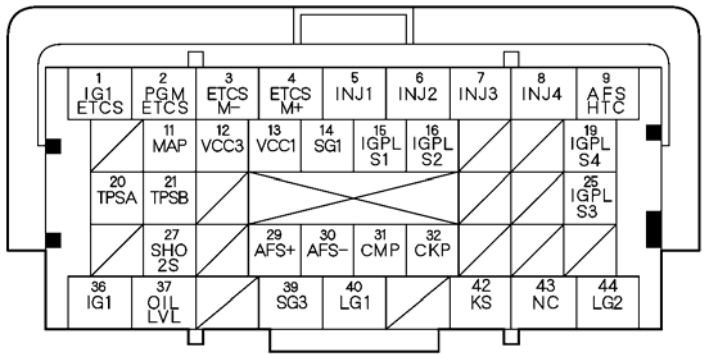 1 2 3 4 5 6 7 8 9
IG1 PGM ETCS ETCS INJ1 INJ2 INJ3 INJ4 AFS
ETCS ETCS M- M+ HTC
11 12 13 14 15 16 19
MAP VCC3 VCC1 SG1 IGPL IGPL IGPL
S1 S2 S4
20 21 25
TPSA TPSB IGPL
S3
27 29 30 31 32
SHO AFS+ AFS- CMP CKP
2S
36 37 39 40 42 43 44
IG1 OIL SG3 LG1 KS NC LG2
LVL